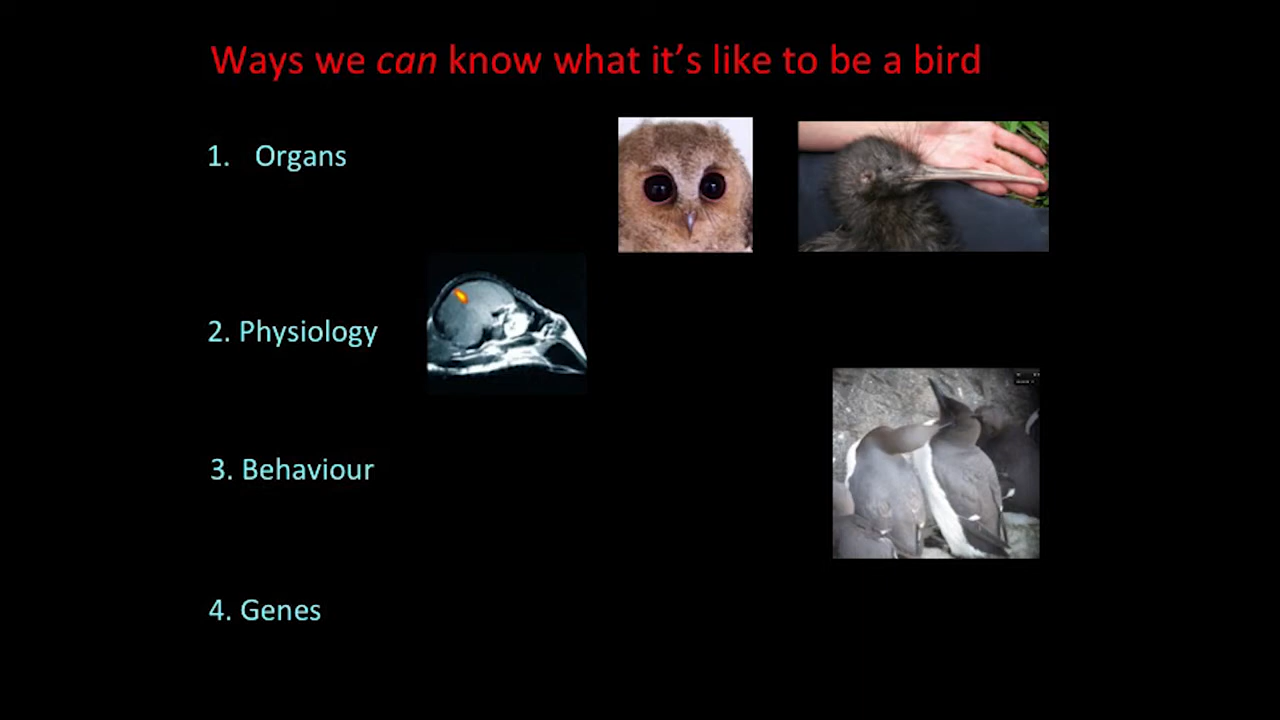 Ways we can know what it’s like to be a bird
1. Organs
2. Physiology
3. Behaviour
4. Genes